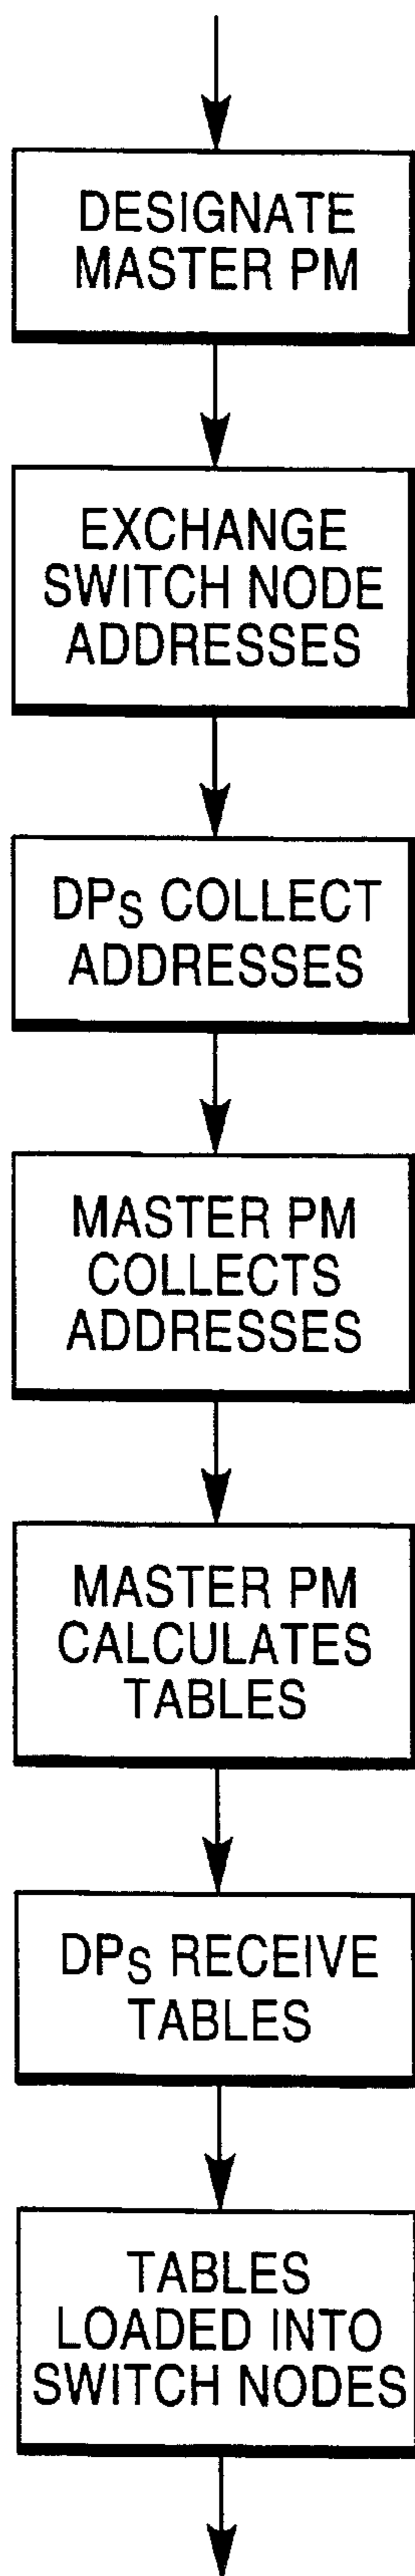 DESIGNATE
MASTER PM
EXCHANGE
SWITCH NODE
ADDRESSES
DPS COLLECT
ADDRESSES
MASTER PM
COLLECTS
ADDRESSES
MASTER PM
CALCULATES
TABLES
DPS RECEIVE
TABLES
TABLES
LOADED INTO
SWITCH NODES